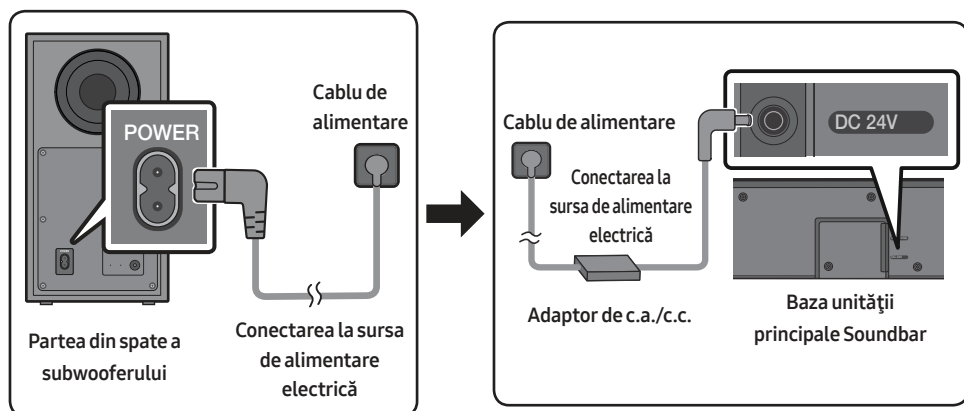 POWER
Cablu de
alimentare
Partea din spate a
subwooferului
Conectarea la sursa
de alimentare
electrică
Cablu de alimentare
Conectarea la
sursa de alimentare
electrică
Adaptor de c.a./c.c.
DC 24V
Baza unităţii
principale Soundbar